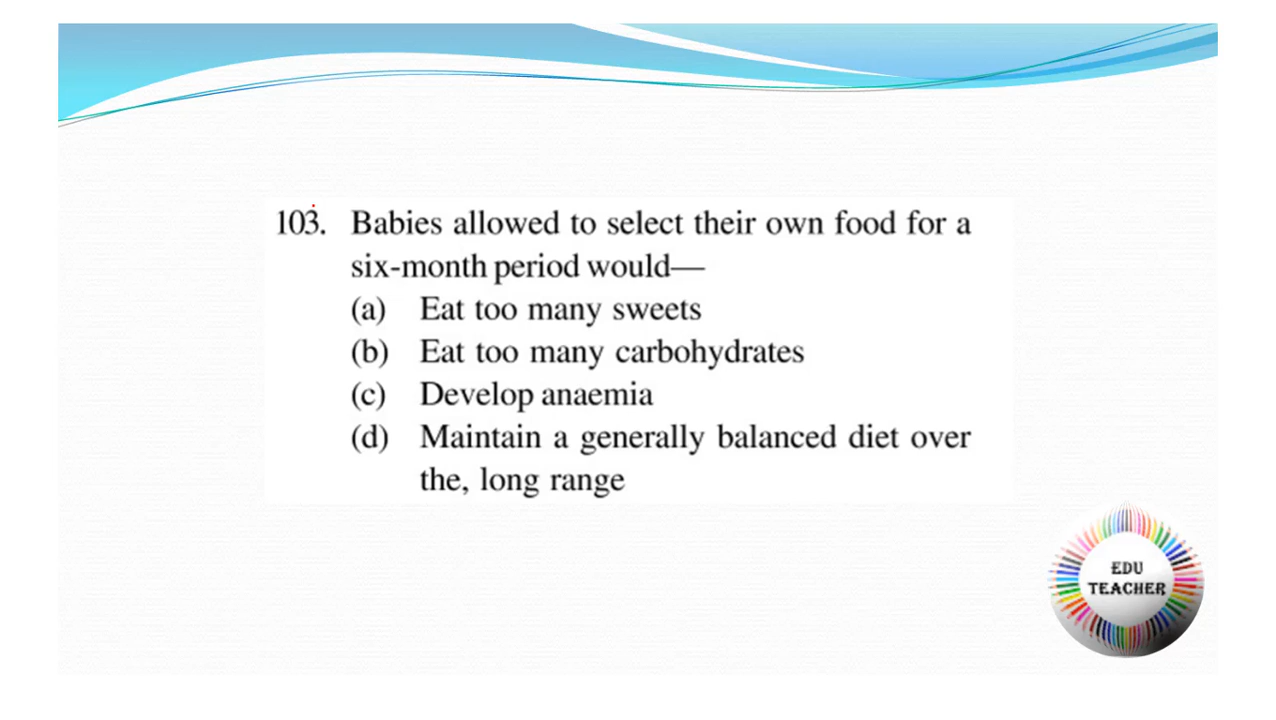 103. Babies allowed to select their own food for a
six-month period would—
(a) Eat too many sweets
(b) Eat too many carbohydrates
(c) Develop anaemia
(d) Maintain a generally balanced diet over
the, long range
EDU
TEACHER